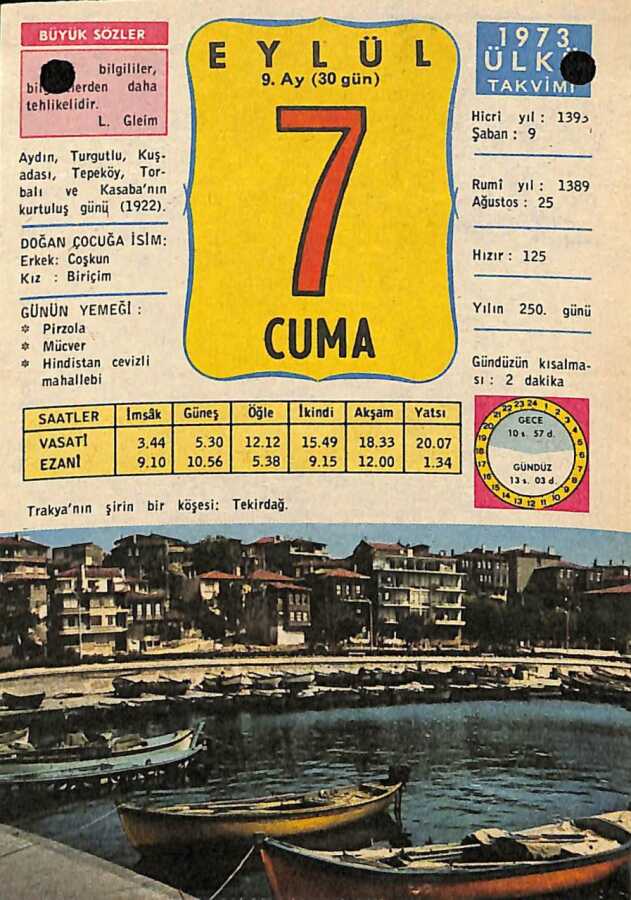 BÜYÜK SÖZLER
bilgililer,
daha
tehlikelidir.
L. Gleim
Aydın, Turgutlu, Kuş-
adası, Tepeköy, Tor-
balı ve Kasaba'nın
kurtuluş günü (1922).
DOĞAN ÇOCUĞA İSİM:
Erkek: Coşkun
Kız : Biriçim
GÜNÜN YEMEĞİ :
* Pirzola
* Mücver
* Hindistan cevizli
mahallebi
EYLÜL
9. Ay (30 gün)
7
CUMA
1973
TAKVİMİ
Hicri yıl :
Şaban : 9
Rumî yıl : 1389
Ağustos : 25
Hızır : 125
Yılın 250. günü
Gündüzün kısalma-
sı : 2 dakika
SAATLER İmsâk Güneş Öğle İkindi Akşam Yatsı
VASATİ 3.44 5.30 12.12 15.49 18.33 20.07
EZANİ 9.10 10.56 5.38 9.15 12.00 1.34
GECE
10 s. 57 d.
GÜNDÜZ
13 s. 03 d.
Trakya'nın şirin bir köşesi: Tekirdağ.